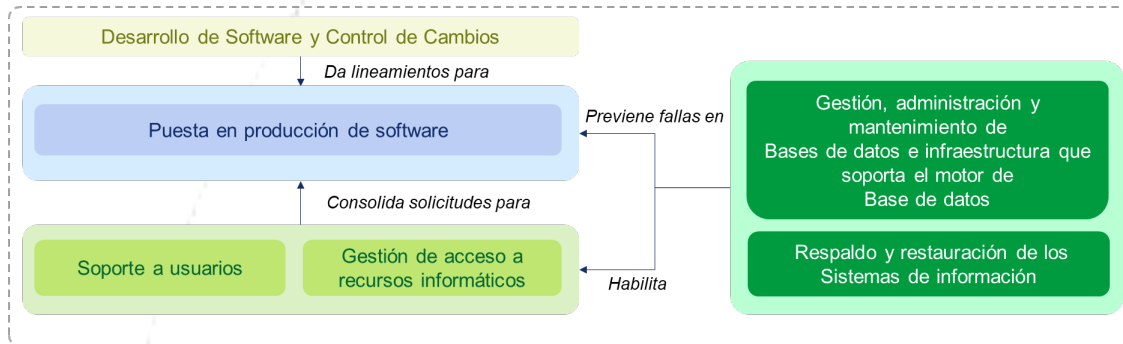 Desarrollo de Software y Control de Cambios
Da lineamientos para
Puesta en producción de software
Consolida solicitudes para
Soporte a usuarios
Gestión de acceso a
recursos informáticos
Previene fallas en
Habilita
Gestión, administración y
mantenimiento de
Bases de datos e infraestructura que
soporta el motor de
Base de datos
Respaldo y restauración de los
Sistemas de información